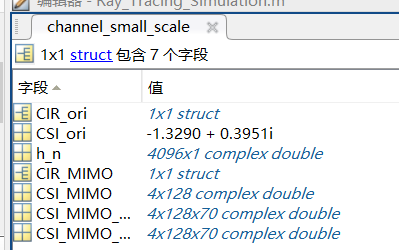 编辑器 - Ray_Tracing_Simulation.m
channel_small_scale
1x1 struct 包含 7 个字段
字段 值
CIR_ori 1x1 struct
CSI_ori -1.3290 + 0.3951i
h_n 4096x1 complex double
CIR_MIMO 1x1 struct
CSI_MIMO 4x128 complex double
CSI_MIMO_... 4x128x70 complex double
CSI_MIMO_... 4x128x70 complex double